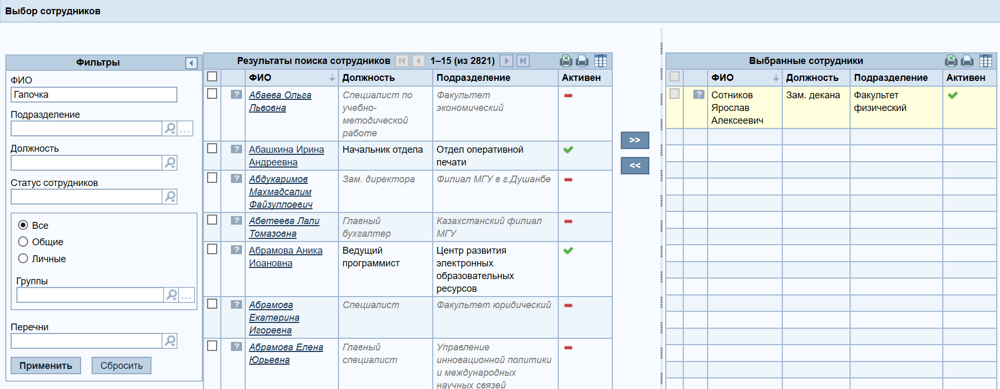 Выбор сотрудников
Фильтры
ФИО
Гапочка
Подразделение
...
Должность
Статус сотрудников
Все
Общие
Личные
Группы
...
Перечни
Применить Сбросить
Результаты поиска сотрудников 1–15 (из 2821)
ФИО Должность Подразделение Активен
? Абаева Ольга Специалист по Факультет
Львовна учебно- экономический
методической
работе
? Абашкина Ирина Начальник отдела Отдел оперативной
Андреевна печати
? Абдукаримов Зам. директора Филиал МГУ в г.Душанбе
Махмадсалим
Файзуллоевич
? Абетеева Лали Главный Казахстанский филиал
Томазовна бухгалтер МГУ
? Абрамова Аника Ведущий Центр развития
Иоановна программист электронных
образовательных
ресурсов
? Абрамова Специалист Факультет юридический
Екатерина
Игоревна
? Абрамова Елена Главный Управление
Юрьевна специалист инновационной политики
и международных
научных связей
>>
<<
Выбранные сотрудники
ФИО Должность Подразделение Активен
? Сотников Зам. декана Факультет
Ярослав физический
Алексеевич